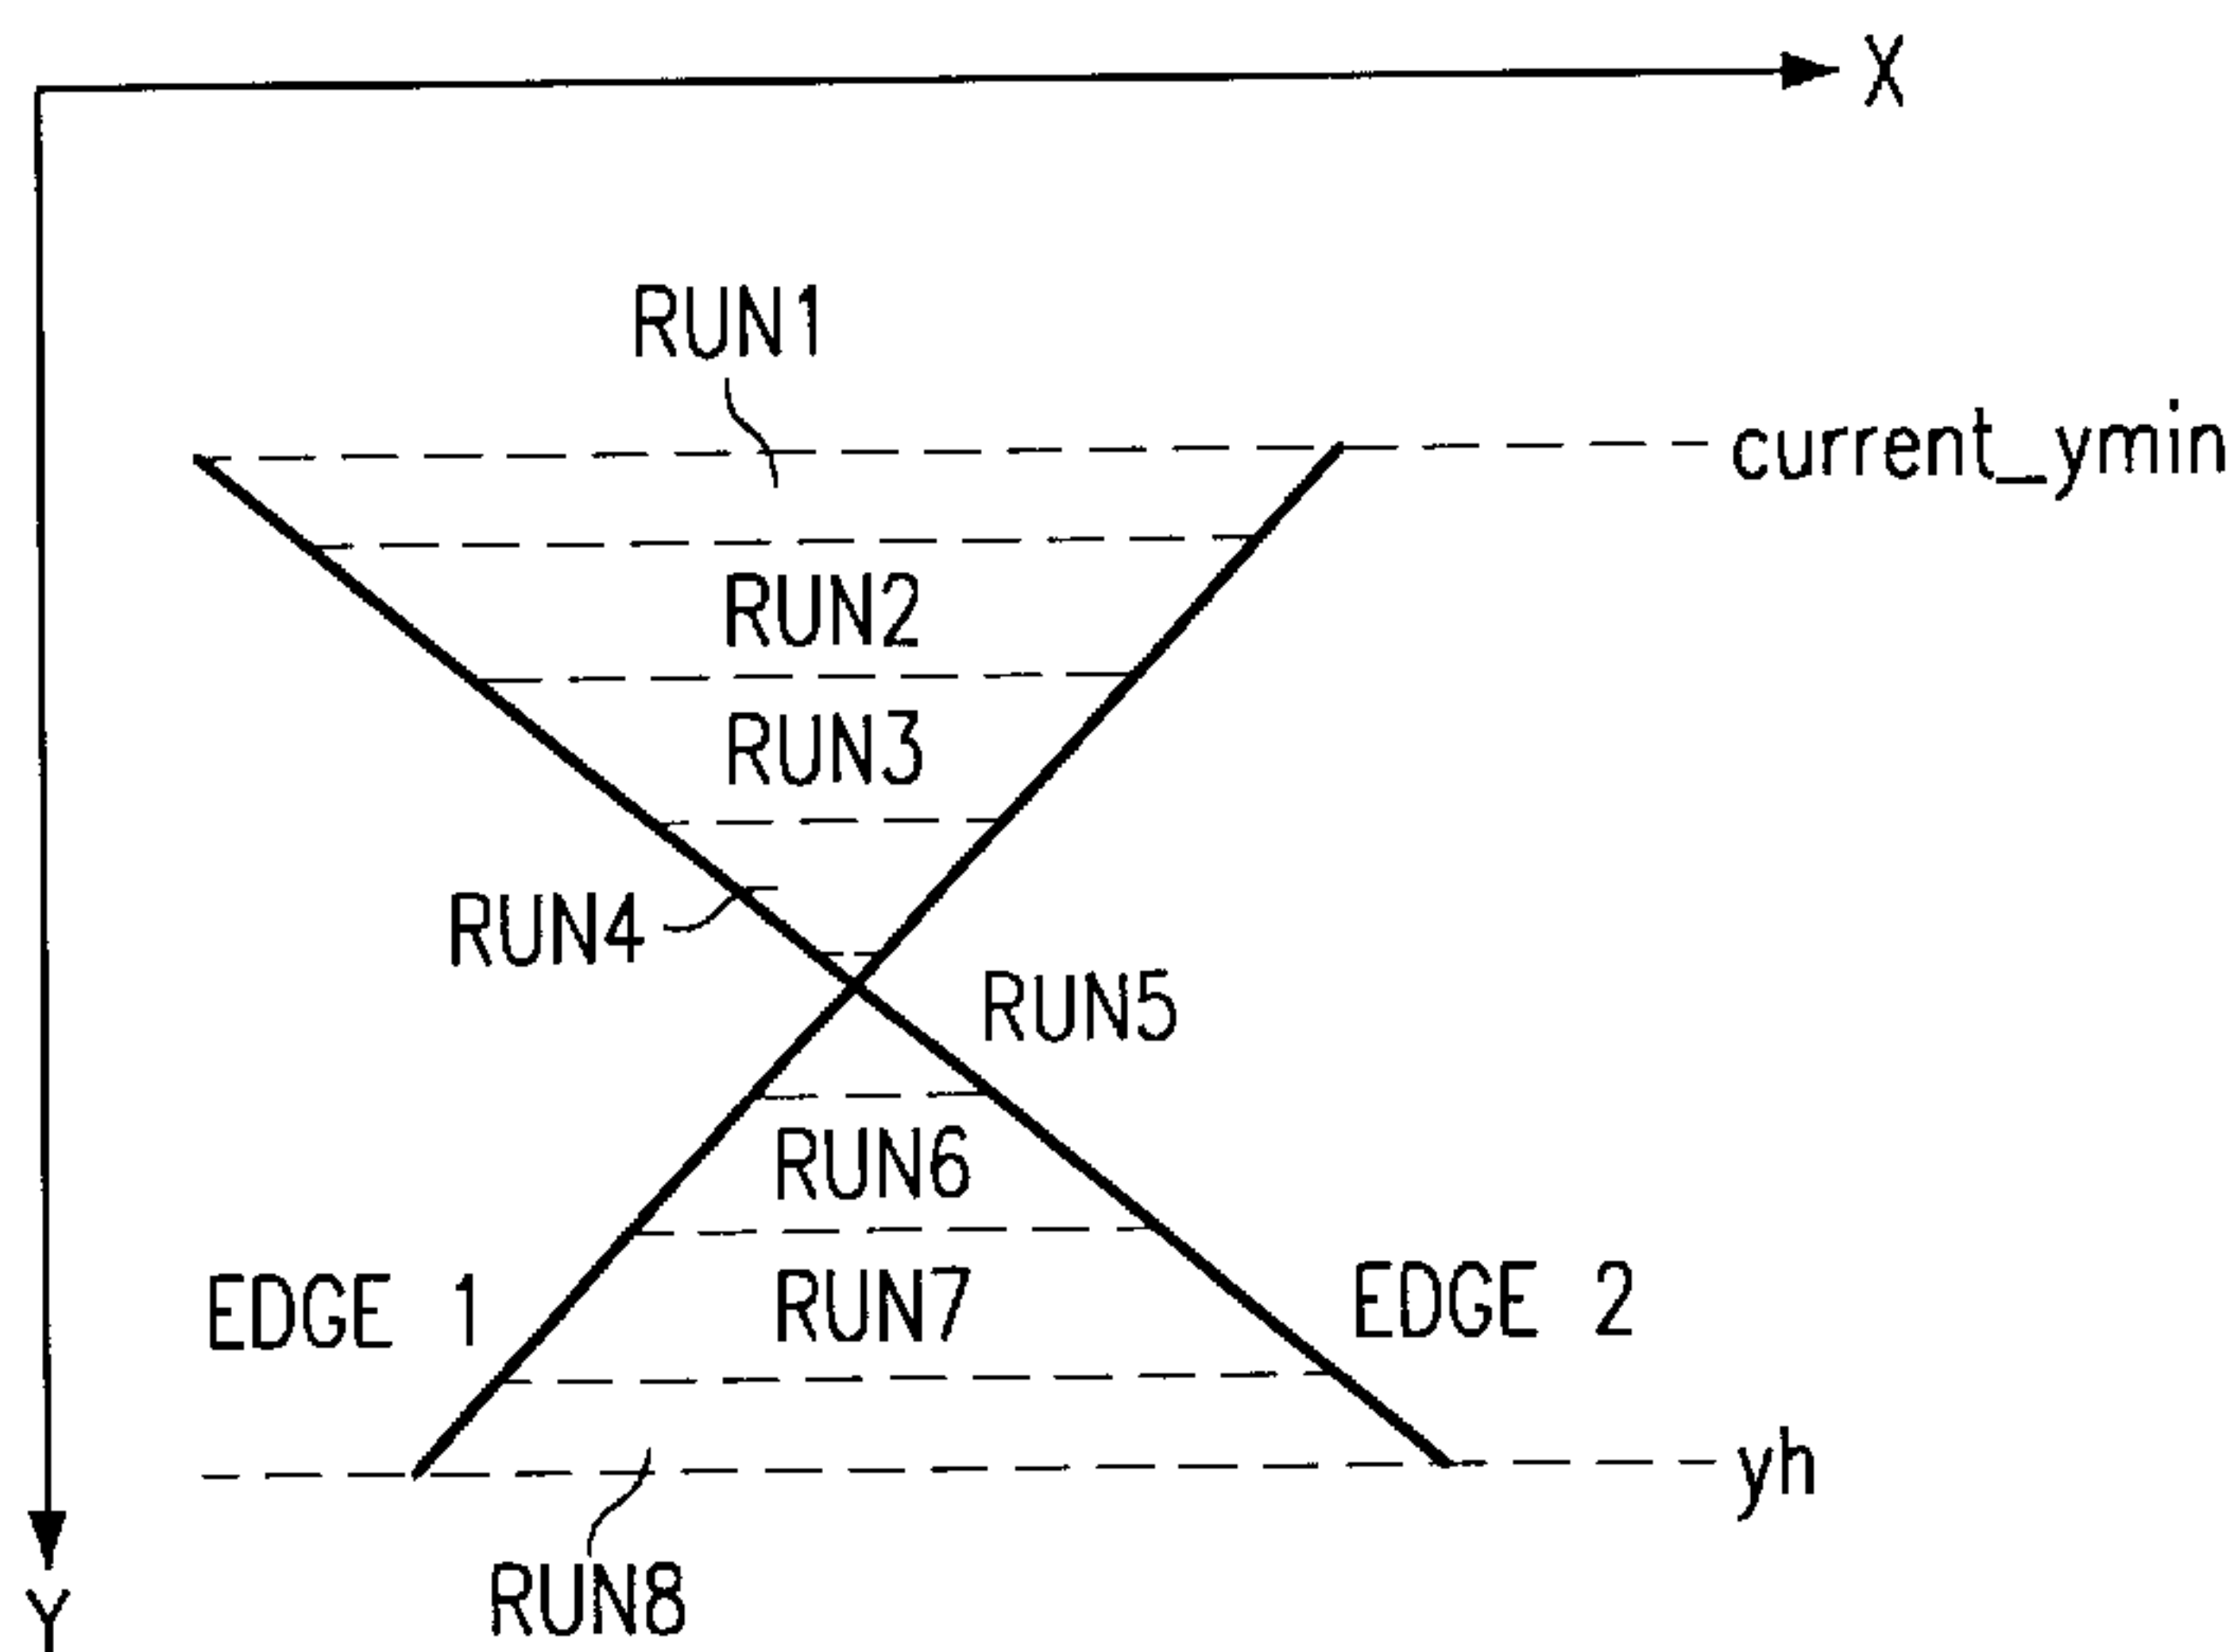 X
RUN1
current_ymin
RUN2
RUN3
RUN4
RUN5
RUN6
EDGE 1
RUN7
EDGE 2
yh
RUN8
Y